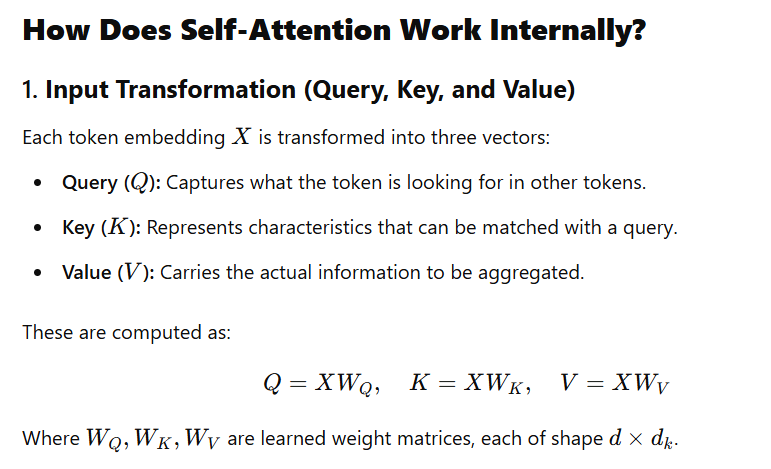 How Does Self-Attention Work Internally?
1. Input Transformation (Query, Key, and Value)
Each token embedding X is transformed into three vectors:
• Query (Q): Captures what the token is looking for in other tokens.
• Key (K): Represents characteristics that can be matched with a query.
• Value (V): Carries the actual information to be aggregated.
These are computed as:
Q = XW_Q, K = XW_K, V = XW_V
Where W_Q, W_K, W_V are learned weight matrices, each of shape d × d_k.